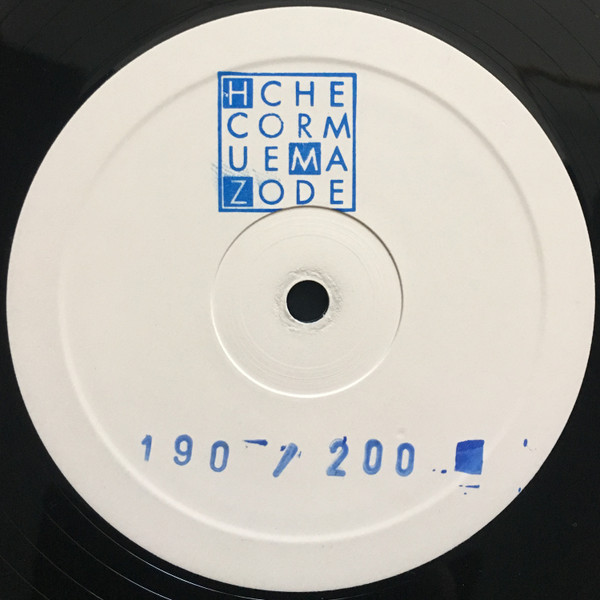 HCHE
CORM
UEMA
ZODE
190 / 200